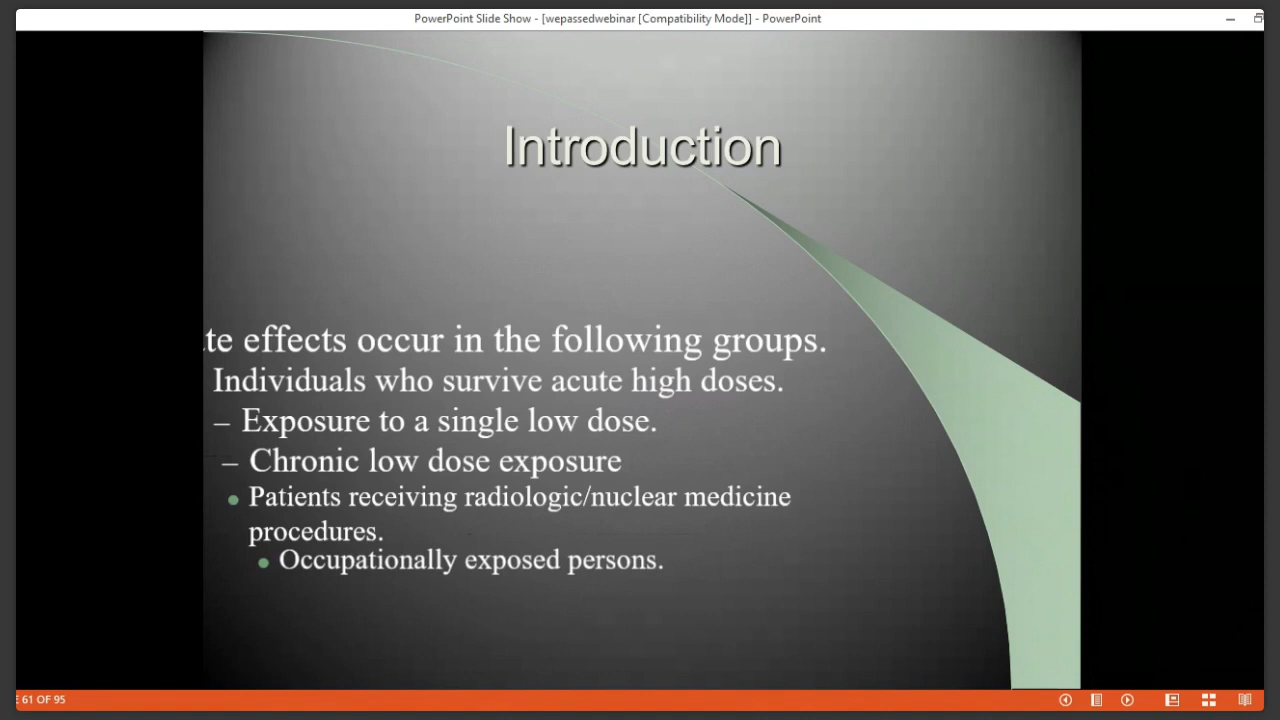 PowerPoint Slide Show - [wepassedwebinar [Compatibility Mode]] - PowerPoint
Introduction
te effects occur in the following groups.
Individuals who survive acute high doses.
– Exposure to a single low dose.
– Chronic low dose exposure
● Patients receiving radiologic/nuclear medicine
procedures.
● Occupationally exposed persons.
E 61 OF 95